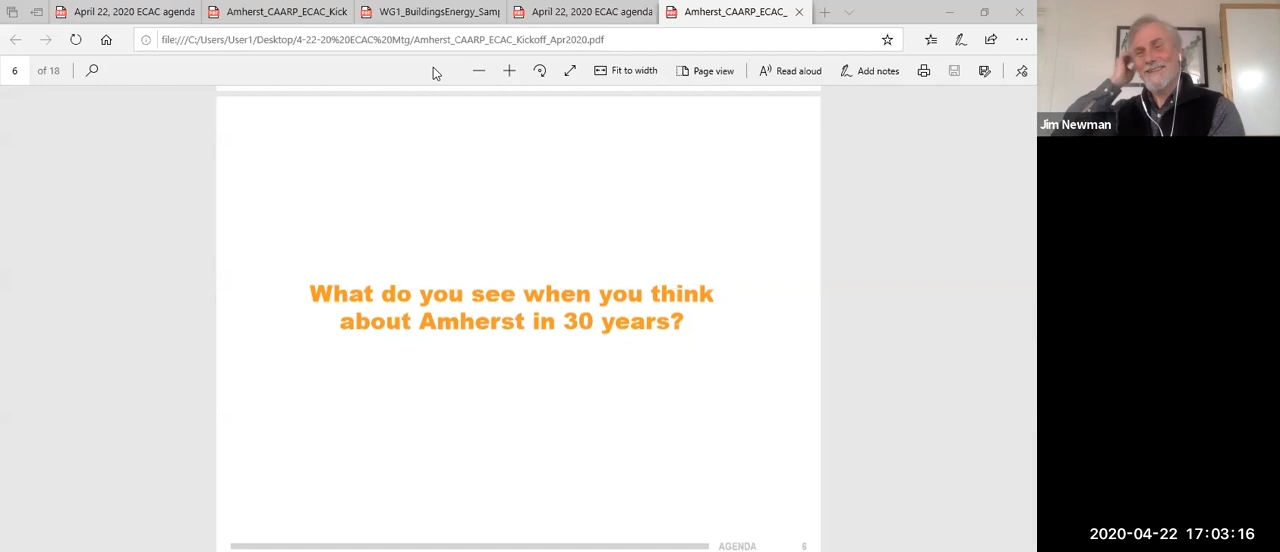 April 22, 2020 ECAC agenda
Amherst_CAARP_ECAC_Kick
WG1_BuildingsEnergy_Samp
April 22, 2020 ECAC agenda
Amherst_CAARP_ECAC_
file:///C:/Users/User1/Desktop/4-22-20%20ECAC%20Mtg/Amherst_CAARP_ECAC_Kickoff_Apr2020.pdf
6 of 18
Fit to width
Page view
Read aloud
Add notes
Jim Newman
What do you see when you think
about Amherst in 30 years?
AGENDA 6
2020-04-22 17:03:16